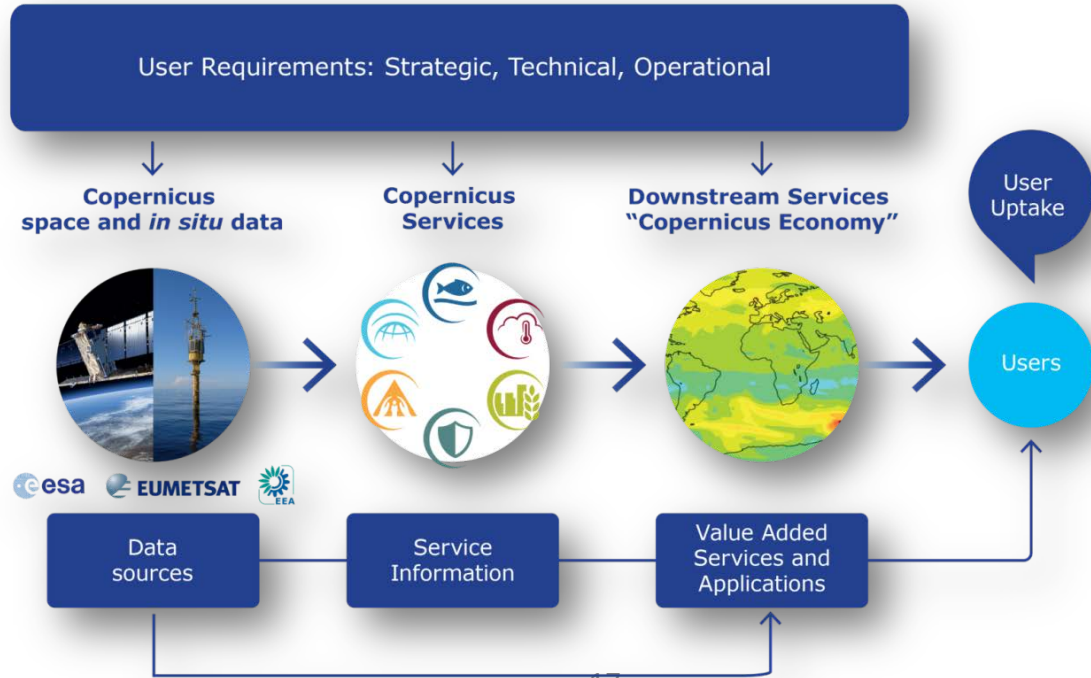 User Requirements: Strategic, Technical, Operational
Copernicus
space and in situ data
Copernicus
Services
Downstream Services
“Copernicus Economy”
User
Uptake
Users
esa
EUMETSAT
EEA
Data
sources
Service
Information
Value Added
Services and
Applications